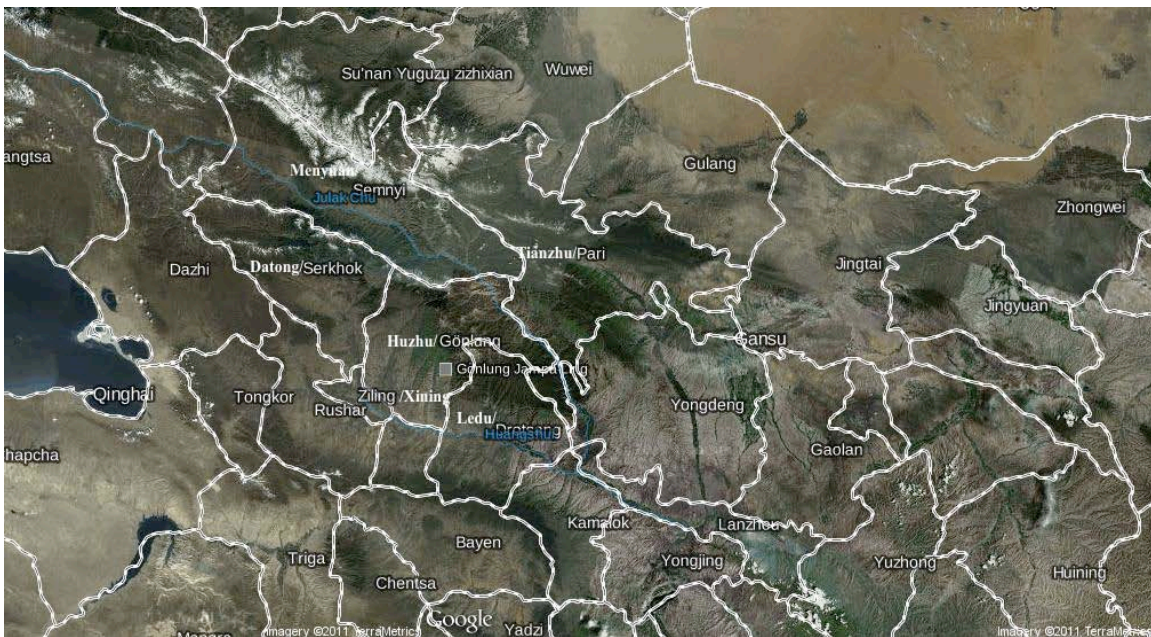 Su'nan Yuguzu zizhixian
Wuwei
angtsa
Gulang
Menyuan
Semnyi
Julak Chu
Zhongwei
Tianzhu/Pari
Dazhi
Datong/Serkhok
Jingtai
Jingyuan
Huzhu/Gönlung
Gansu
Gönlung Jampa Ling
Qinghai
Tongkor
Rushar
Ziling /Xining
Yongdeng
Ledu/
Drotsang
Huangshui
Gaolan
hapcha
Kamalok
Lanzhou
Triga
Bayen
Yongjing
Yuzhong
Huining
Chentsa
Google
Yadzi
Mangra
Imagery ©2011 TerraMetrics
Imagery ©2011 TerraMetrics